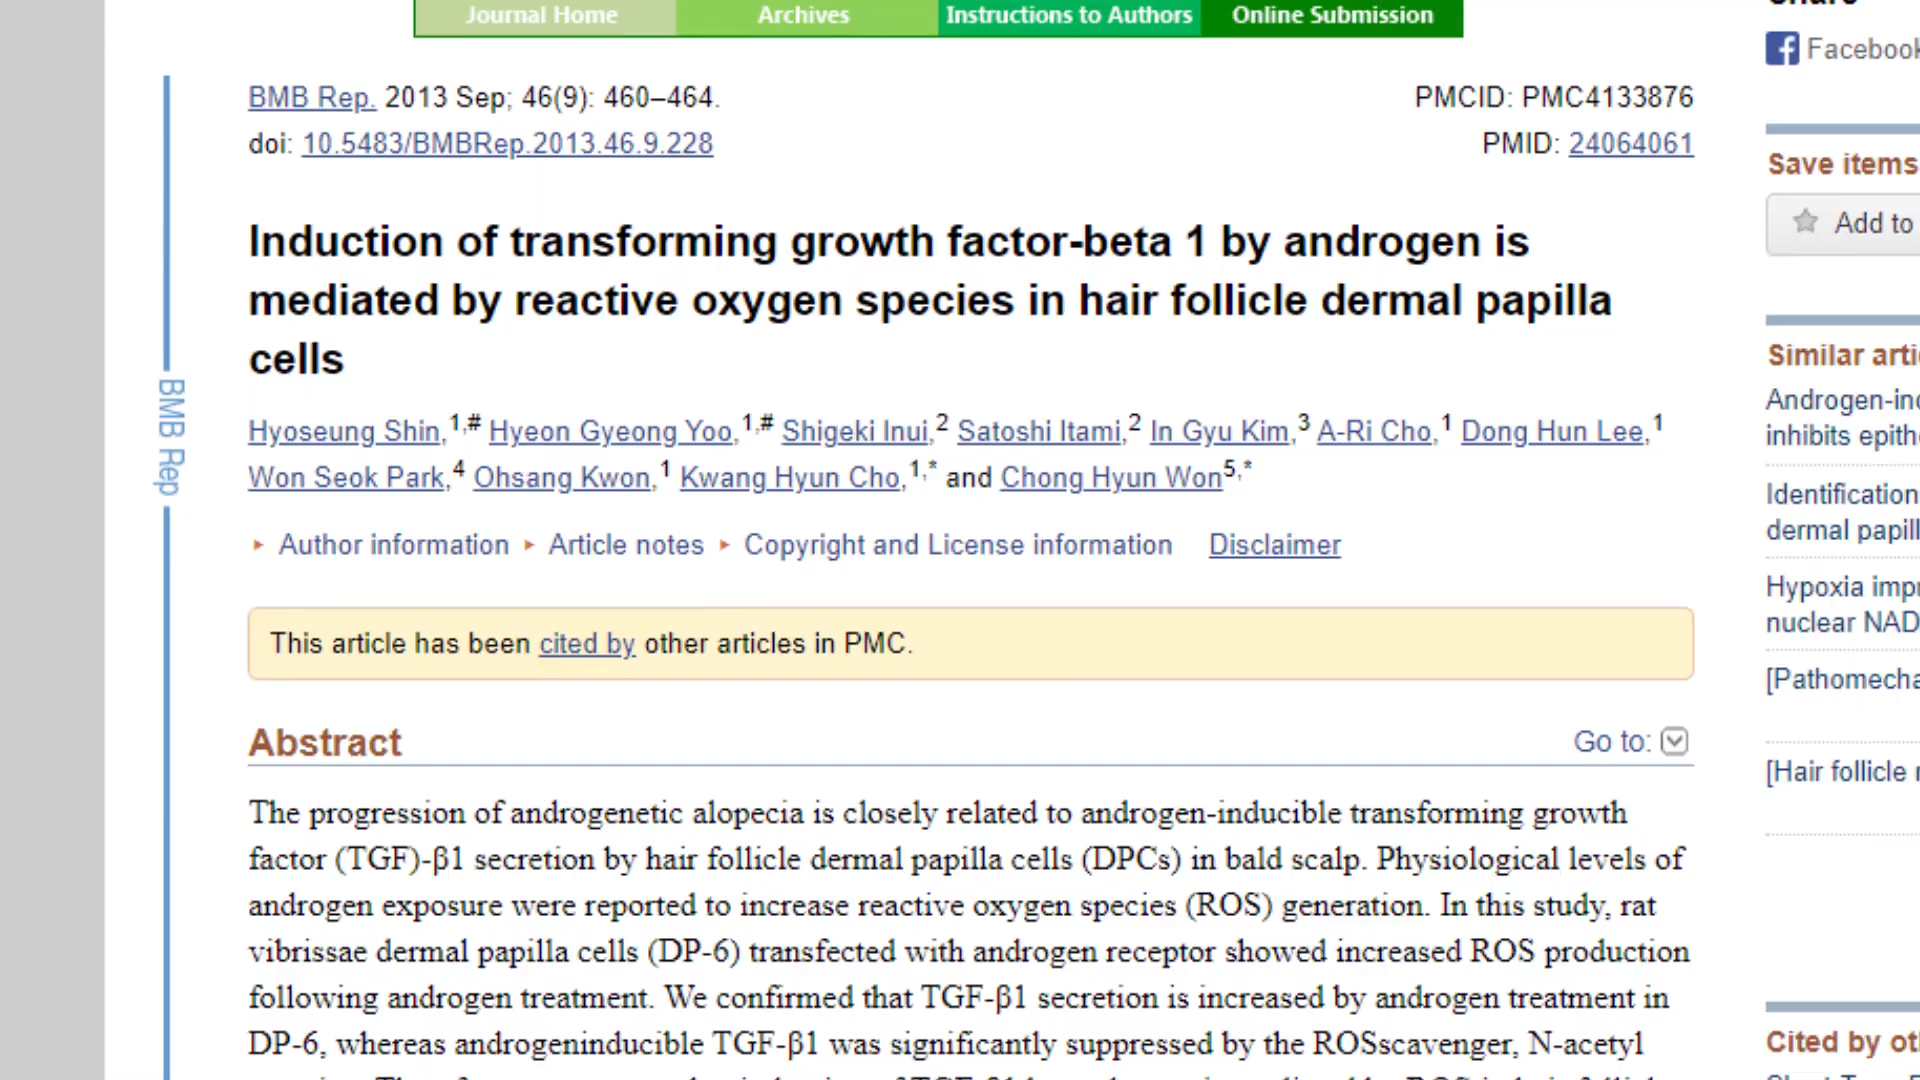 Journal Home Archives Instructions to Authors Online Submission
Facebook
BMB Rep. 2013 Sep; 46(9): 460–464. PMCID: PMC4133876
doi: 10.5483/BMBRep.2013.46.9.228 PMID: 24064061
Induction of transforming growth factor-beta 1 by androgen is
mediated by reactive oxygen species in hair follicle dermal papilla
cells
Hyoseung Shin,1,# Hyeon Gyeong Yoo,1,# Shigeki Inui,2 Satoshi Itami,2 In Gyu Kim,3 A-Ri Cho,1 Dong Hun Lee,1
Won Seok Park,4 Ohsang Kwon,1 Kwang Hyun Cho,1,* and Chong Hyun Won5,*
▸ Author information ▸ Article notes ▸ Copyright and License information Disclaimer
This article has been cited by other articles in PMC.
Abstract Go to:
The progression of androgenetic alopecia is closely related to androgen-inducible transforming growth
factor (TGF)-β1 secretion by hair follicle dermal papilla cells (DPCs) in bald scalp. Physiological levels of
androgen exposure were reported to increase reactive oxygen species (ROS) generation. In this study, rat
vibrissae dermal papilla cells (DP-6) transfected with androgen receptor showed increased ROS production
following androgen treatment. We confirmed that TGF-β1 secretion is increased by androgen treatment in
DP-6, whereas androgeninducible TGF-β1 was significantly suppressed by the ROSscavenger, N-acetyl
BMB Rep
Save items
Add to
Similar
inhibits
Identification
dermal
Hypoxia
nuclear
[Hair follicle
Cited by